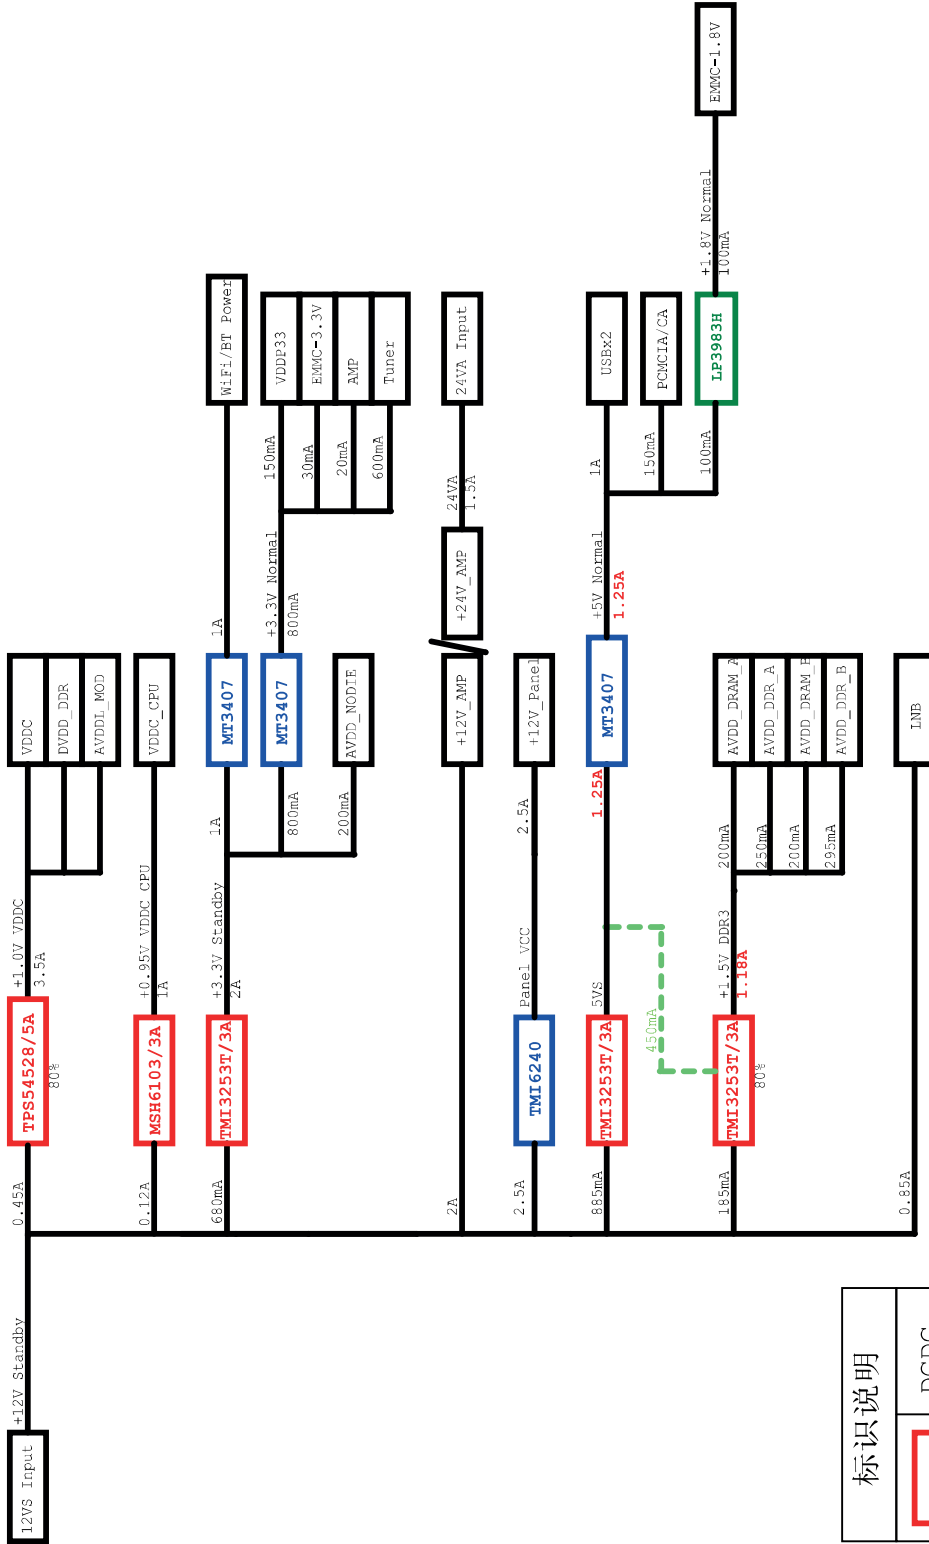 12VS Input
+12V Standby
0.45A
TPS54528/5A
80%
+1.0V VDDC
3.5A
VDDC
DVDD_DDR
AVDDL_MOD
0.12A
MSH6103/3A
+0.95V VDDC CPU
1A
VDDC_CPU
680mA
TMI3253T/3A
+3.3V Standby
2A
1A
MT3407
1A
WiFi/BT Power
800mA
MT3407
+3.3V Normal
800mA
150mA
VDDP33
30mA
EMMC-3.3V
20mA
AMP
600mA
Tuner
200mA
AVDD_NODIE
2A
+12V_AMP
+24V_AMP
24VA
1.5A
24VA Input
2.5A
TMI6240
Panel VCC
2.5A
+12V_Panel
885mA
TMI3253T/3A
5VS
1.25A
MT3407
+5V Normal
1.25A
1A
USBx2
150mA
PCMCIA/CA
100mA
LP3983H
+1.8V Normal
100mA
EMMC-1.8V
450mA
185mA
TMI3253T/3A
80%
+1.5V DDR3
1.18A
200mA
AVDD_DRAM_A
250mA
AVDD_DDR_A
200mA
AVDD_DRAM_B
295mA
AVDD_DDR_B
0.85A
LNB
标识说明
DCDC